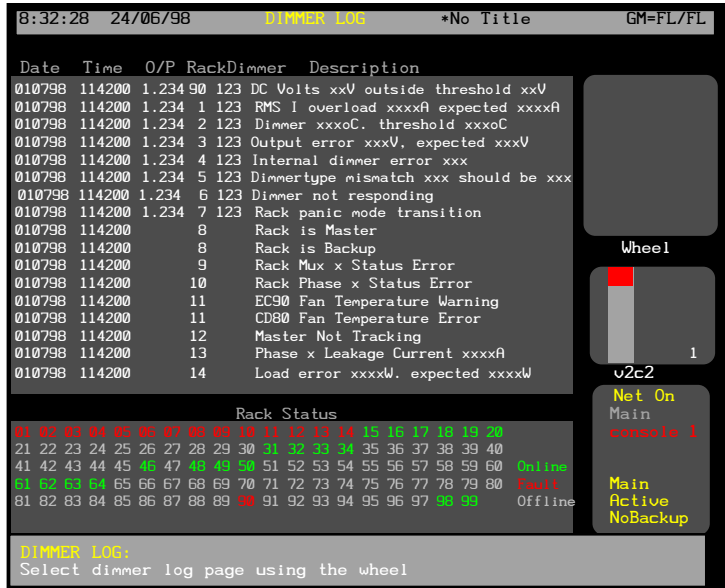 8:32:28 24/06/98 DIMMER LOG *No Title GM=FL/FL
Date Time O/P RackDimmer Description
010798 114200 1.234 90 123 DC Volts xxV outside threshold xxV
010798 114200 1.234 1 123 RMS I overload xxxxA expected xxxxA
010798 114200 1.234 2 123 Dimmer xxxoC. threshold xxxoC
010798 114200 1.234 3 123 Output error xxxV, expected xxxV
010798 114200 1.234 4 123 Internal dimmer error xxx
010798 114200 1.234 5 123 Dimmertype mismatch xxx should be xxx
010798 114200 1.234 6 123 Dimmer not responding
010798 114200 1.234 7 123 Rack panic mode transition
010798 114200 8 Rack is Master
010798 114200 8 Rack is Backup
010798 114200 9 Rack Mux x Status Error
010798 114200 10 Rack Phase x Status Error
010798 114200 11 EC90 Fan Temperature Warning
010798 114200 11 CD80 Fan Temperature Error
010798 114200 12 Master Not Tracking
010798 114200 13 Phase x Leakage Current xxxxA
010798 114200 14 Load error xxxxW. expected xxxxW
Wheel
1
v2c2
Rack Status
01 02 03 04 05 06 07 08 09 10 11 12 13 14 15 16 17 18 19 20
21 22 23 24 25 26 27 28 29 30 31 32 33 34 35 36 37 38 39 40
41 42 43 44 45 46 47 48 49 50 51 52 53 54 55 56 57 58 59 60 Online
61 62 63 64 65 66 67 68 69 70 71 72 73 74 75 76 77 78 79 80 Fault
81 82 83 84 85 86 87 88 89 90 91 92 93 94 95 96 97 98 99 Offline
Net On
Main
console 1
Main
Active
NoBackup
DIMMER LOG:
Select dimmer log page using the wheel